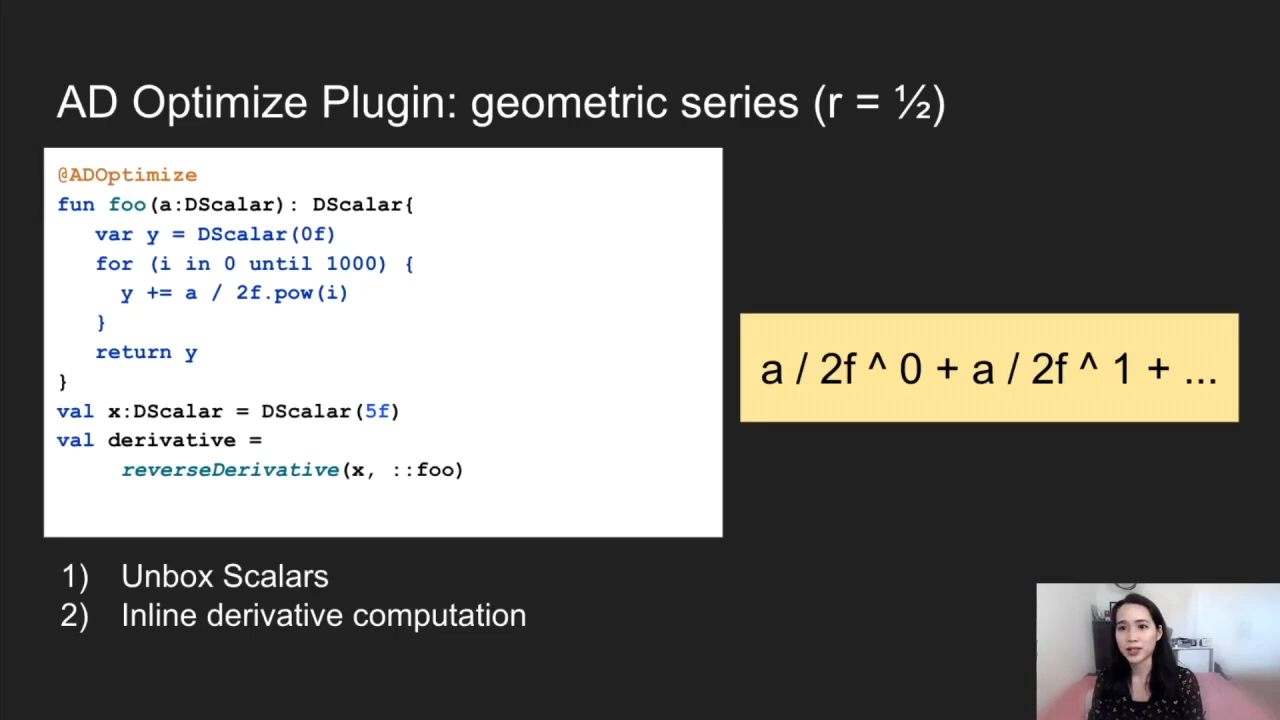 AD Optimize Plugin: geometric series (r = ½)
@ADOptimize
fun foo(a:DScalar): DScalar{
var y = DScalar(0f)
for (i in 0 until 1000) {
y += a / 2f.pow(i)
}
return y
}
val x:DScalar = DScalar(5f)
val derivative =
reverseDerivative(x, ::foo)
a / 2f ^ 0 + a / 2f ^ 1 + ...
1) Unbox Scalars
2) Inline derivative computation